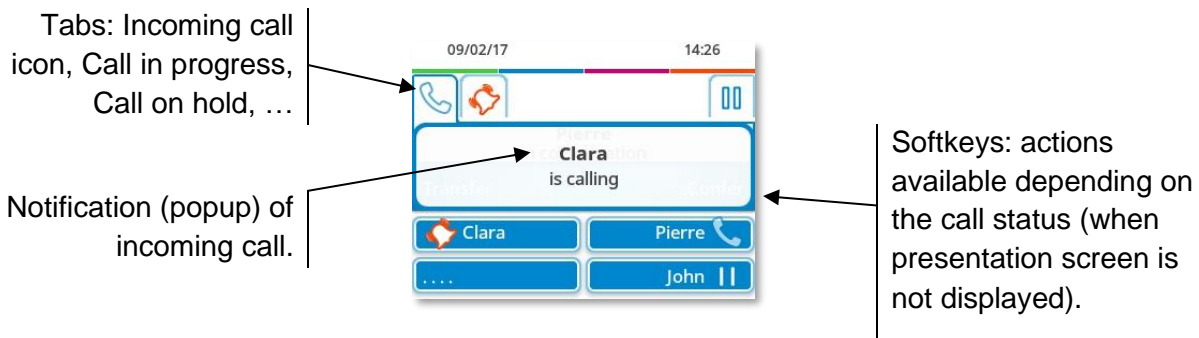 Tabs: Incoming call
icon, Call in progress,
Call on hold, …
Notification (popup) of
incoming call.
09/02/17 14:26
Pierre
Clara
is calling
Transfer
Clara
Pierre
....
John
Softkeys: actions
available depending on
the call status (when
presentation screen is
not displayed).